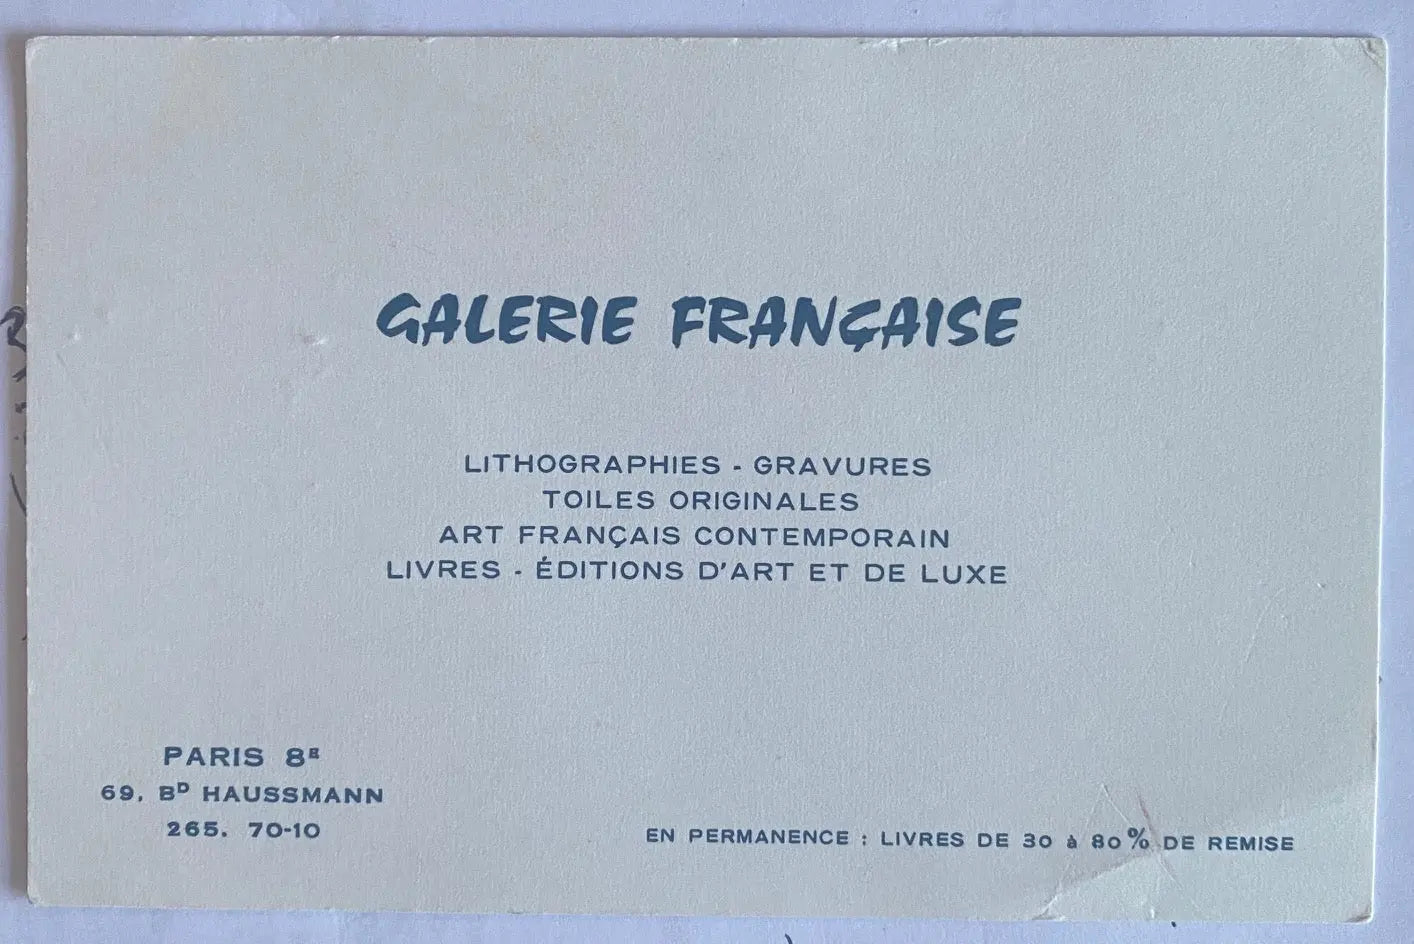 GALERIE FRANÇAISE
LITHOGRAPHIES - GRAVURES
TOILES ORIGINALES
ART FRANÇAIS CONTEMPORAIN
LIVRES - ÉDITIONS D'ART ET DE LUXE
PARIS 8E
69, BD HAUSSMANN
265. 70-10
EN PERMANENCE : LIVRES DE 30 à 80% DE REMISE